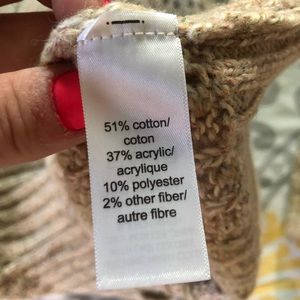 51% cotton/
coton
37% acrylic/
acrylique
10% polyester
2% other fiber/
autre fibre